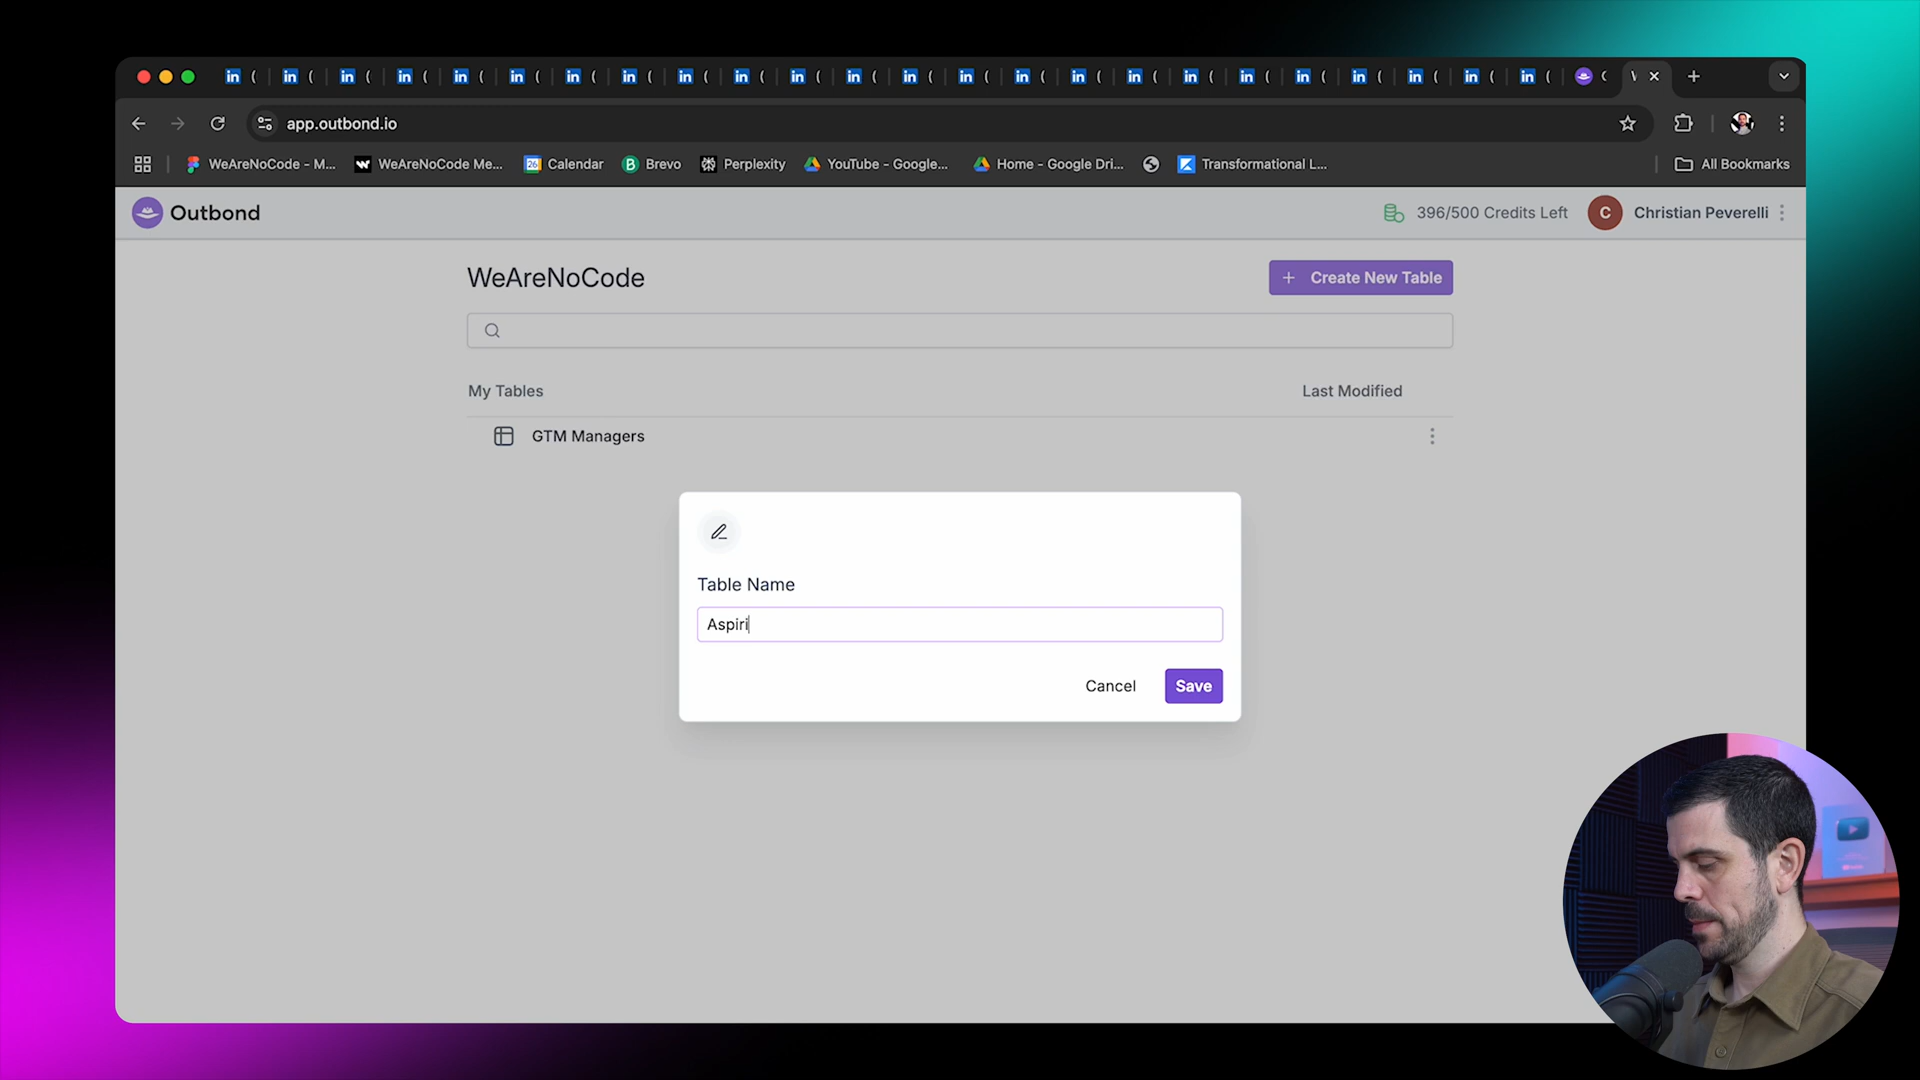 app.outbond.io
WeAreNoCode - M... WeAreNoCode Me... Calendar Brevo Perplexity YouTube - Google... Home - Google Dri... Transformational L... All Bookmarks
Outbond 396/500 Credits Left C Christian Peverelli
WeAreNoCode + Create New Table
My Tables Last Modified
GTM Managers
Table Name
Aspiri
Cancel Save